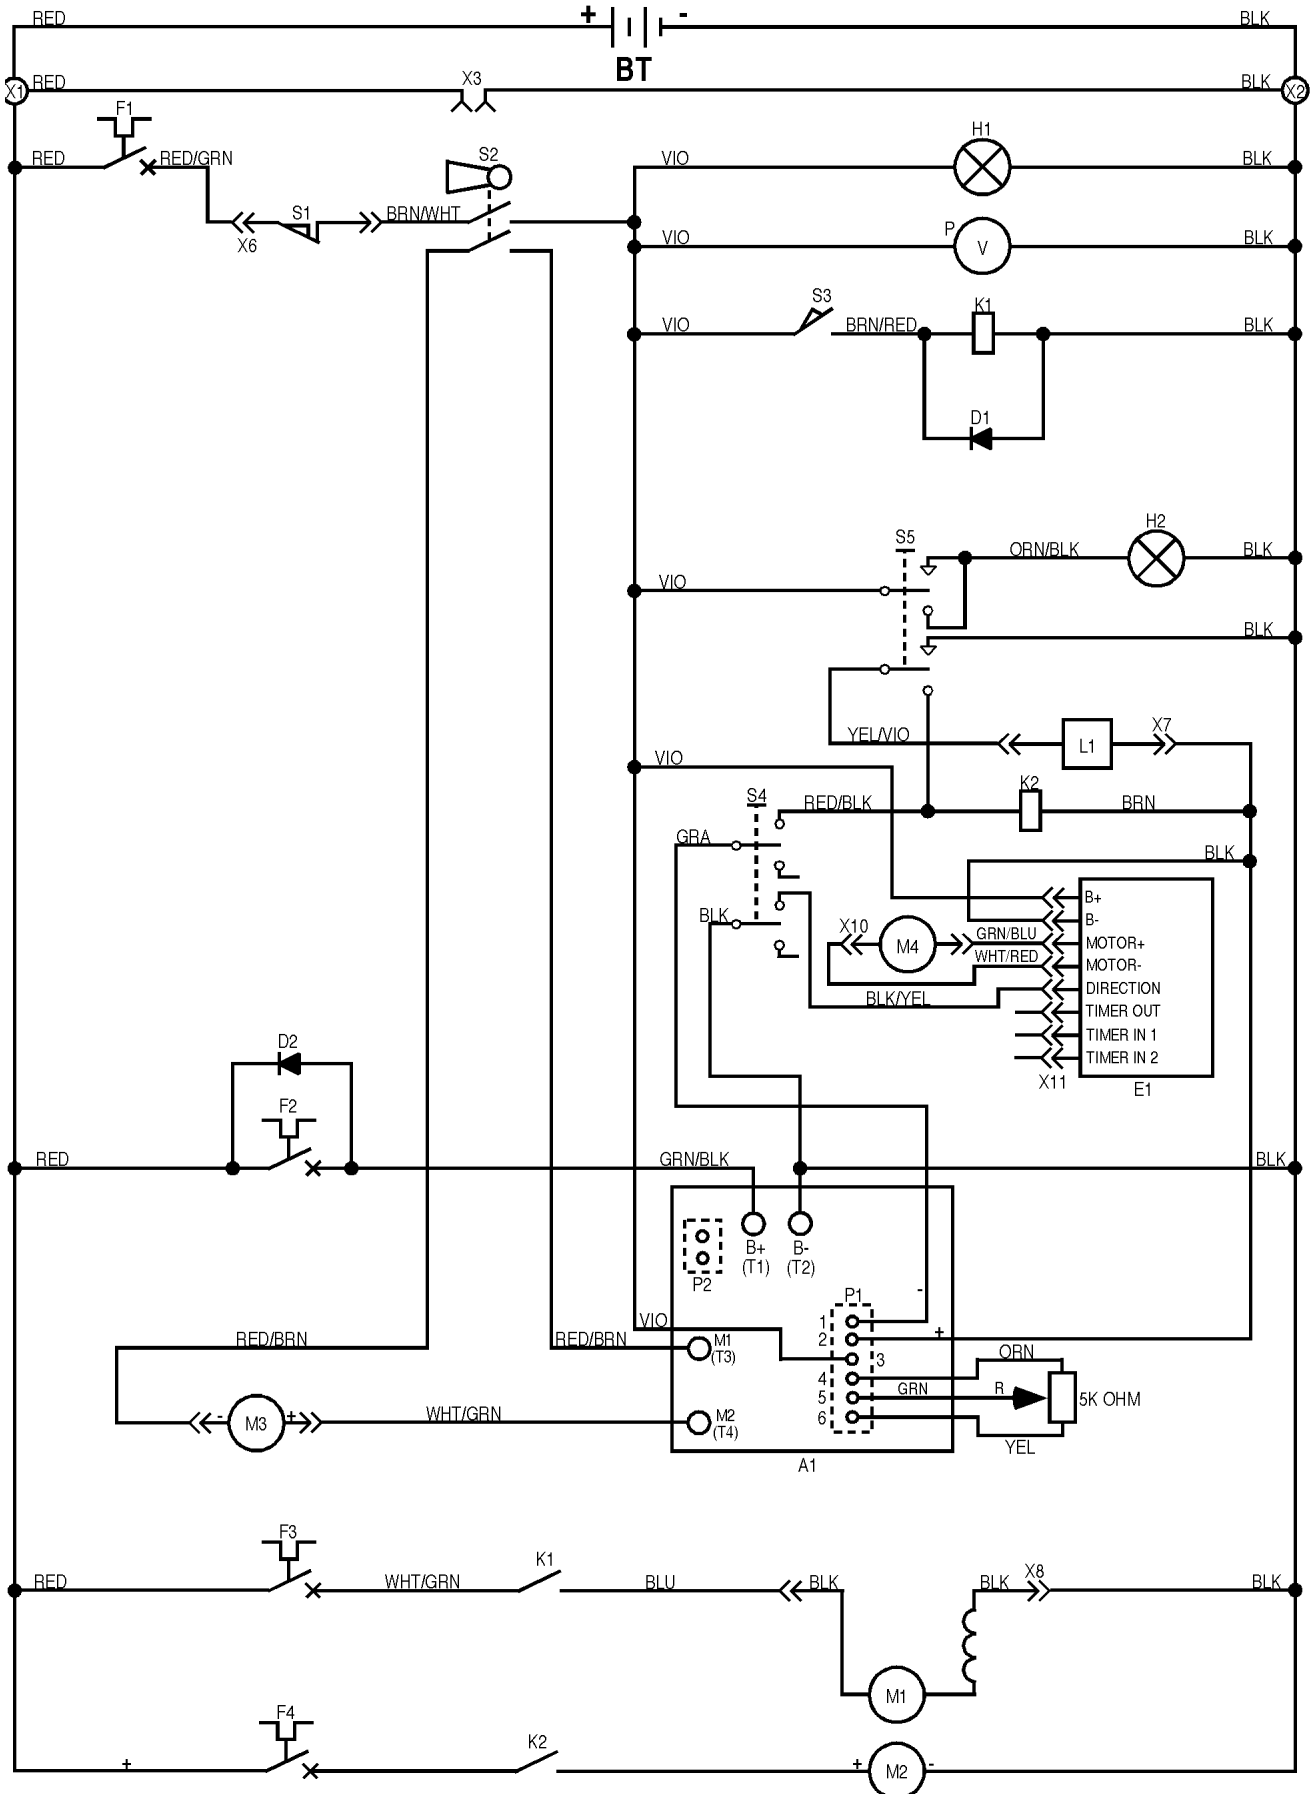 RED + - BLK
BT
X1 RED X3 BLK X2
F1
RED RED/GRN S2 VIO H1 BLK
S1 BRN/WHT
X6
VIO P V BLK
S3 K1
VIO BRN/RED BLK
D1
H2
S5 ORN/BLK BLK
VIO
BLK
YEL/VIO L1 X7
VIO
S4 RED/BLK K2 BRN
GRA
BLK
B+
BLK X10 B-
M4 GRN/BLU MOTOR+
WHT/RED MOTOR-
BLK/YEL DIRECTION
TIMER OUT
TIMER IN 1
TIMER IN 2
X11 E1
D2
F2
RED GRN/BLK BLK
B+ B-
(T1) (T2)
P2
P1 -
VIO 1
RED/BRN RED/BRN M1 2 +
(T3) 3
4 ORN
5 GRN R 5K OHM
6
YEL
- M3 + WHT/GRN M2
(T4)
A1
F3
RED WHT/GRN K1 BLU BLK BLK X8 BLK
M1
F4
+ K2 + M2 -